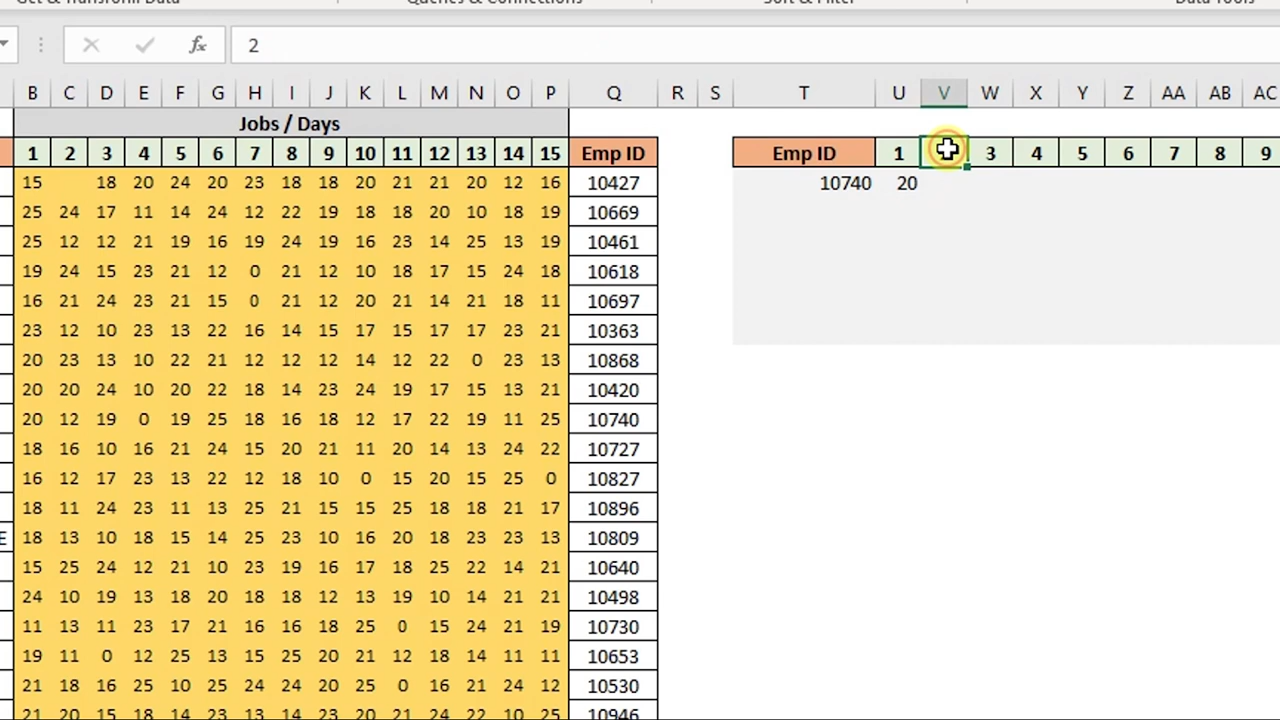 2
B C D E F G H I J K L M N O P Q R S T U V W X Y Z AA AB AC
Jobs / Days
1 2 3 4 5 6 8 9 10 11 12 13 14 15 Emp ID Emp ID 1 3 4 5 6 7 8 9
15 18 20 24 20 23 18 18 20 21 21 20 12 16 10427 10740 20
25 24 17 11 14 24 12 22 19 18 18 20 10 18 19 10669
25 12 12 21 19 16 19 24 19 16 23 14 25 13 19 10461
19 24 15 23 21 12 0 21 12 10 18 17 15 24 18 10618
16 21 24 23 21 15 0 21 12 20 21 14 21 18 11 10697
23 12 10 23 13 22 16 14 15 17 15 17 17 23 21 10363
20 23 13 10 22 21 12 12 12 14 12 22 0 23 13 10868
20 20 24 10 20 22 18 14 23 24 19 17 15 13 21 10420
20 12 19 0 19 25 18 16 18 12 17 22 19 11 25 10740
18 16 10 16 21 24 15 20 21 11 20 14 13 24 22 10727
16 12 17 23 13 22 12 18 10 0 15 20 15 25 0 10827
18 11 24 23 11 13 25 21 15 15 25 18 18 21 17 10896
E 18 13 10 18 15 14 25 23 10 16 20 18 23 23 13 10809
15 25 24 12 21 10 23 19 16 17 18 25 22 14 21 10640
24 10 19 13 18 20 18 18 12 13 19 10 14 21 21 10498
11 13 11 23 17 21 16 16 18 25 0 15 24 21 19 10730
19 11 0 12 25 13 15 25 20 21 12 18 14 11 11 10653
21 18 16 25 10 25 24 24 20 25 0 16 21 24 12 10530
21 20 15 18 14 23 13 14 23 20 21 24 22 10 25 10946